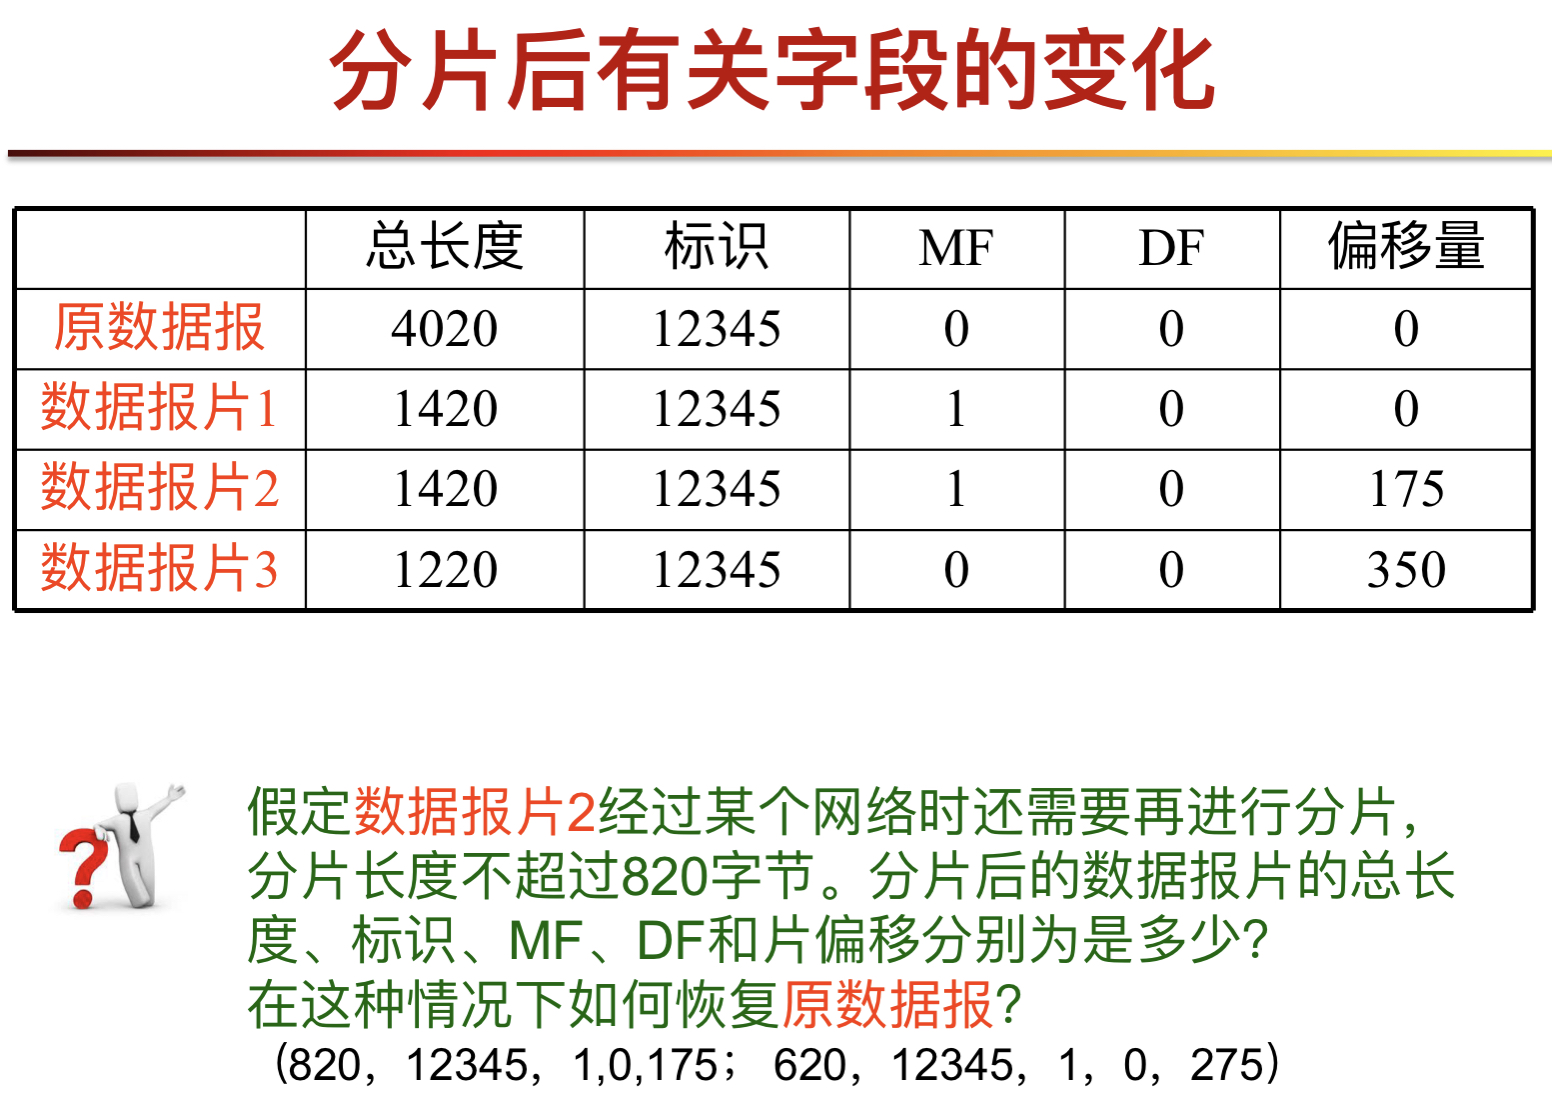 分片后有关字段的变化
总长度 标识 MF DF 偏移量
原数据报 4020 12345 0 0 0
数据报片1 1420 12345 1 0 0
数据报片2 1420 12345 1 0 175
数据报片3 1220 12345 0 0 350
?
假定数据报片2经过某个网络时还需要再进行分片，
分片长度不超过820字节。分片后的数据报片的总长
度、标识、MF、DF和片偏移分别为是多少?
在这种情况下如何恢复原数据报?
（820，12345，1,0,175； 620，12345，1，0，275）